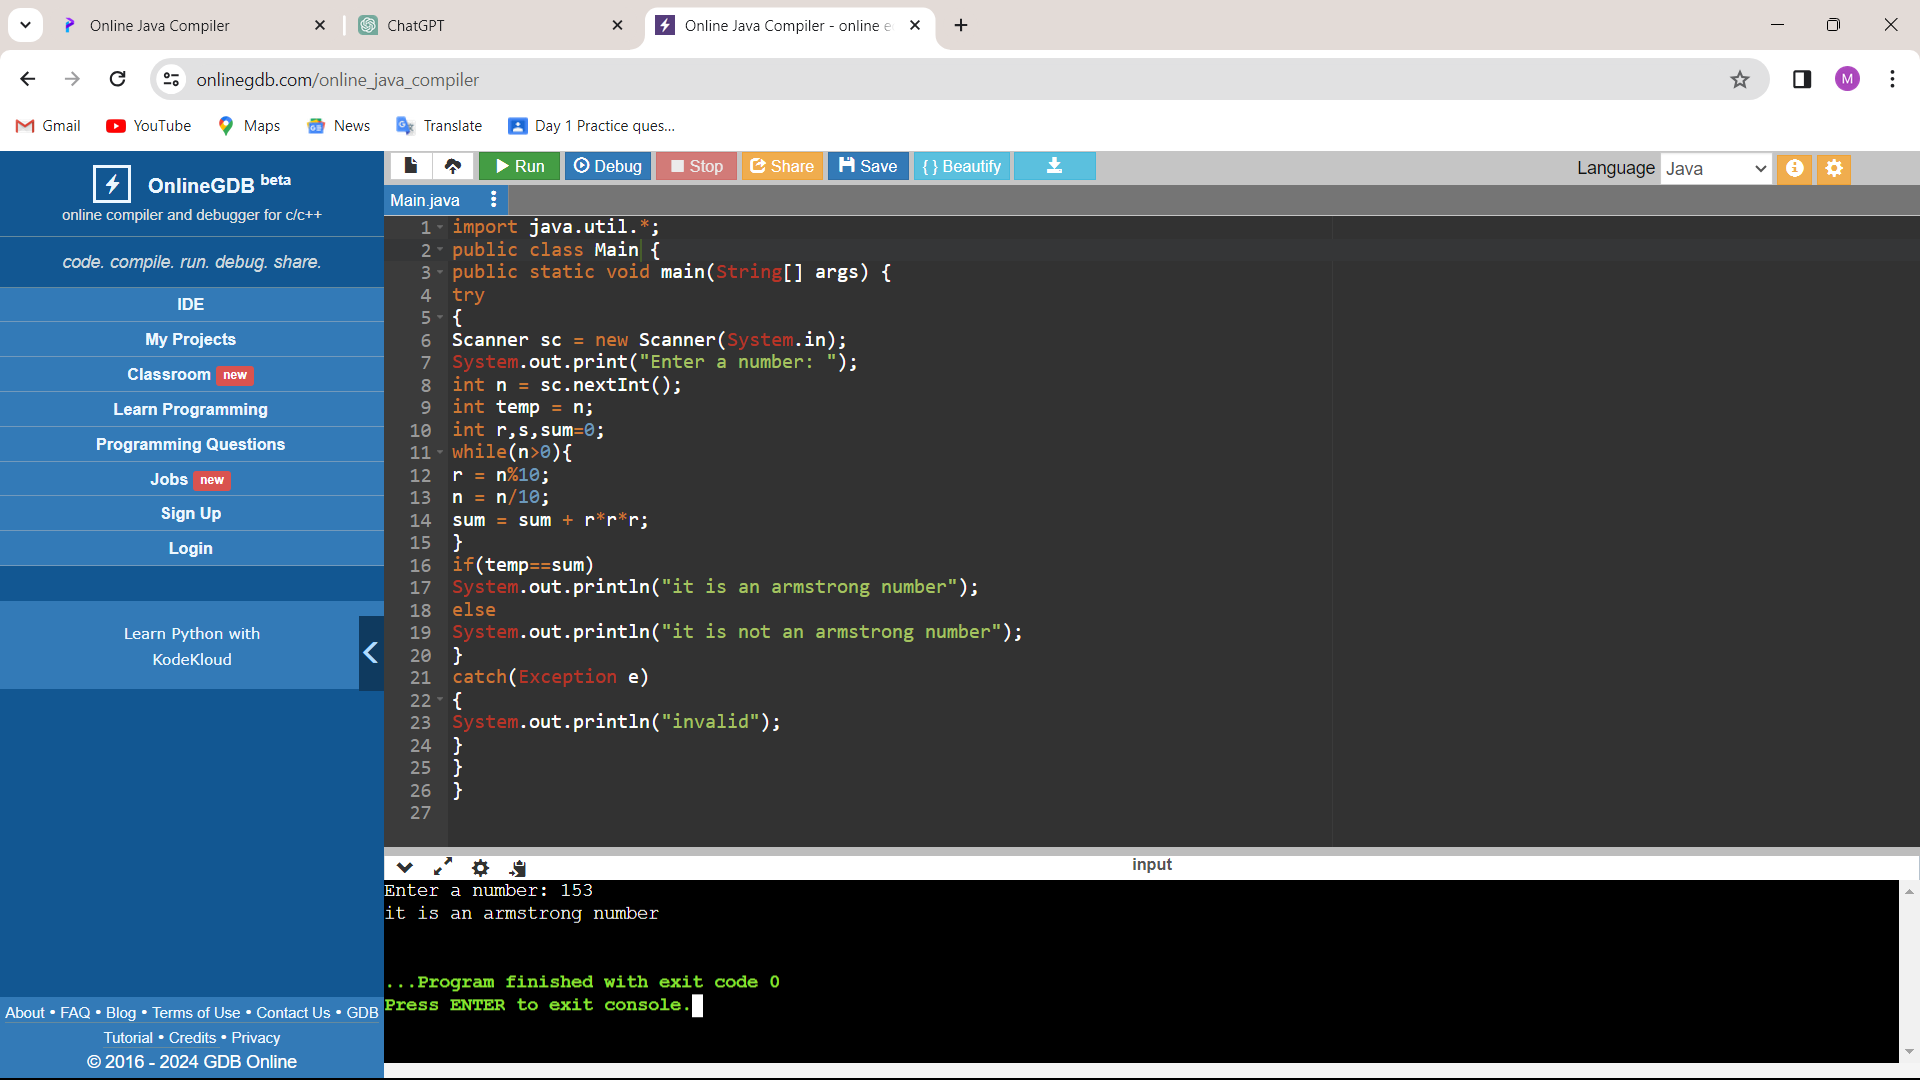 Online Java Compiler
ChatGPT
Online Java Compiler - online e
onlinegdb.com/online_java_compiler
M
Gmail
YouTube
Maps
News
Translate
Day 1 Practice ques...
OnlineGDB beta
online compiler and debugger for c/c++
code. compile. run. debug. share.
IDE
My Projects
Classroom new
Learn Programming
Programming Questions
Jobs new
Sign Up
Login
Learn Python with
KodeKloud
About • FAQ • Blog • Terms of Use • Contact Us • GDB
Tutorial • Credits • Privacy
© 2016 - 2024 GDB Online
Run
Debug
Stop
Share
Save
{ } Beautify
Language Java
Main.java
1 import java.util.*;
2 public class Main {
3 public static void main(String[] args) {
4 try
5 {
6 Scanner sc = new Scanner(System.in);
7 System.out.print("Enter a number: ");
8 int n = sc.nextInt();
9 int temp = n;
10 int r,s,sum=0;
11 while(n>0){
12 r = n%10;
13 n = n/10;
14 sum = sum + r*r*r;
15 }
16 if(temp==sum)
17 System.out.println("it is an armstrong number");
18 else
19 System.out.println("it is not an armstrong number");
20 }
21 catch(Exception e)
22 {
23 System.out.println("invalid");
24 }
25 }
26 }
27
input
Enter a number: 153
it is an armstrong number
...Program finished with exit code 0
Press ENTER to exit console.